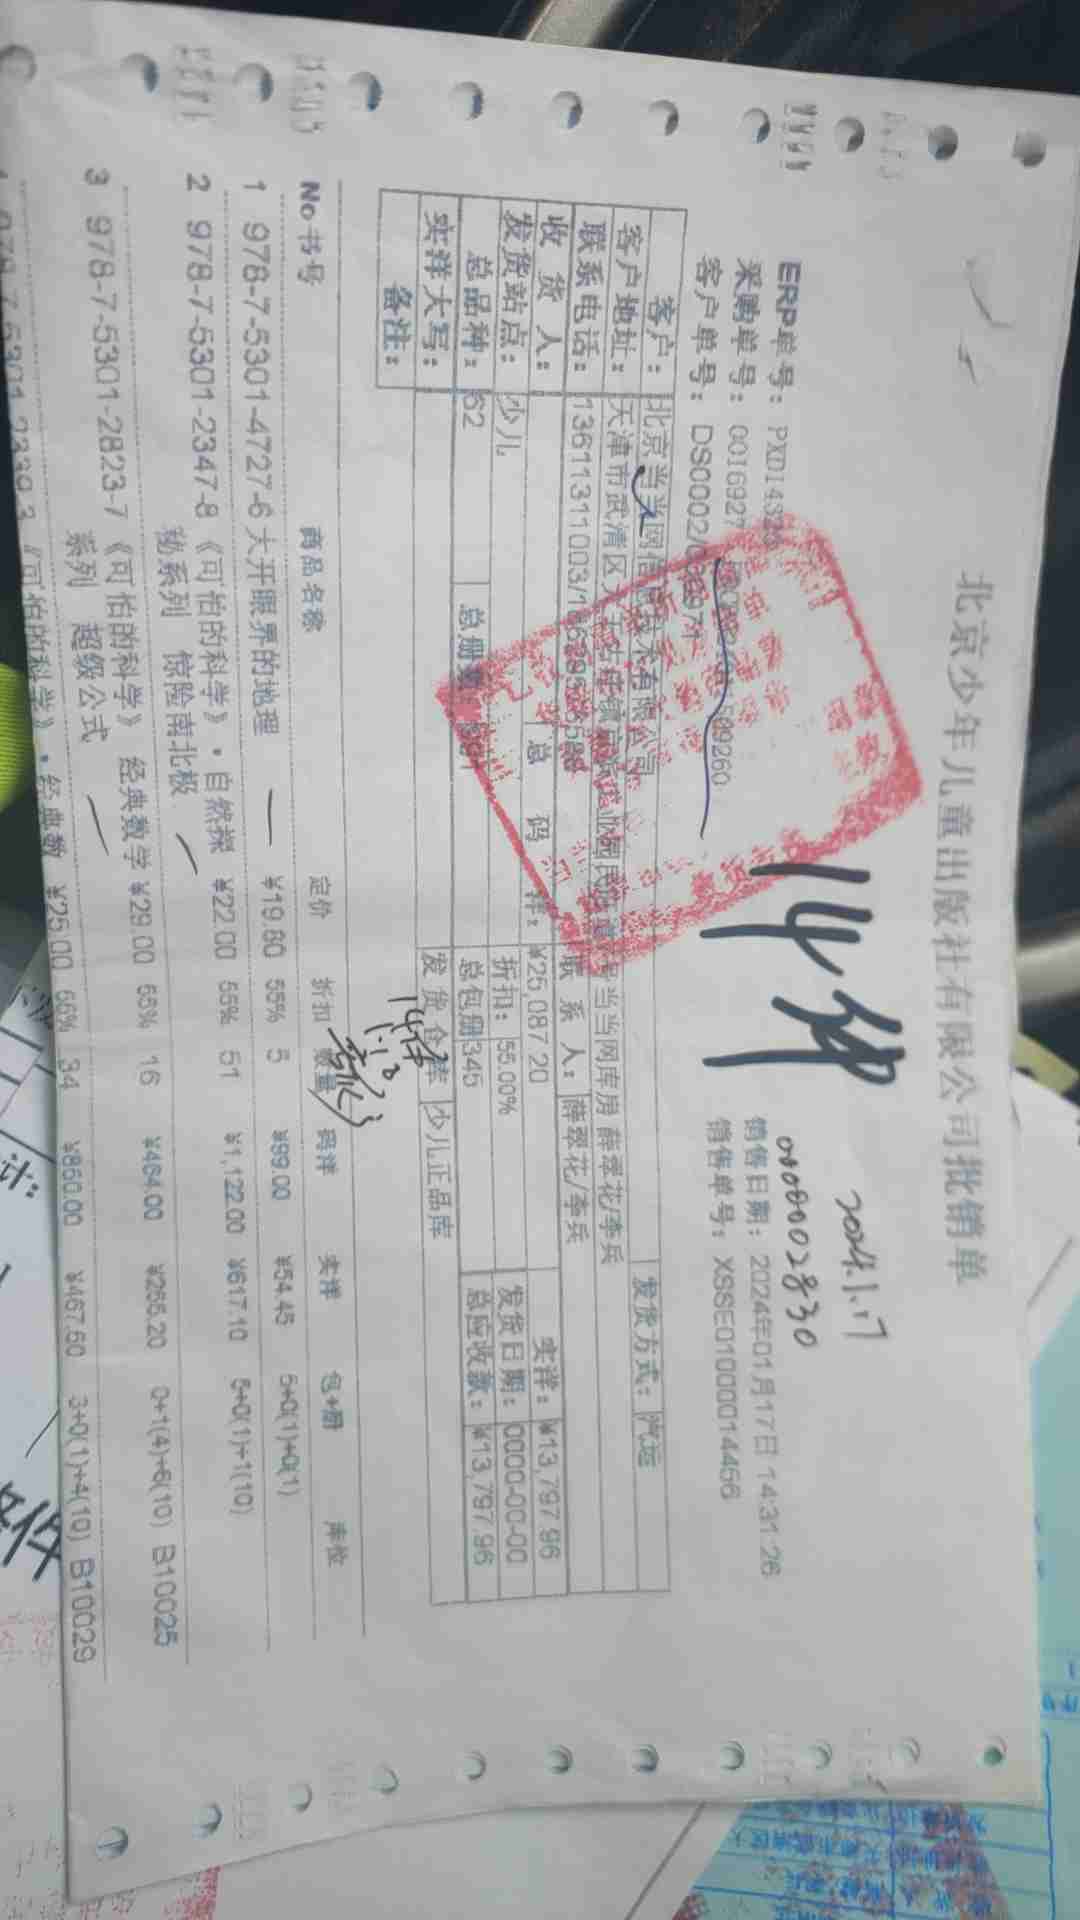 北京少年儿童出版社有限公司批销单
2024.1.17
14件
0000002830
ERP单号：
销售日期：2024年01月17日 14:31:26
采购单号：
销售单号：XSSE010000014456
客户单号：
客户：北京当当网信息技术有限公司
发货方式：汽运
客户地址：天津市武清区 当当网库房 薛翠花/李兵
联系电话：13611311003/
联系人：薛翠花/李兵
收货人：
总码洋：¥25,087.20
实洋：¥13,797.96
发货站点：少儿
折扣：55.00%
发货日期：0000-00-00
总品种：62
总册数：
总包册345
总应收款：¥13,797.96
实洋大写：
发货仓库 少儿正品库
备注：
14件
No 书号 商品名称 定价 折扣 数量 码洋 实洋 包+册 库位
1 978-7-5301-4727-6 大开眼界的地理 ¥19.80 55% 5 ¥99.00 ¥54.45 5+0(1)+0(1)
2 978-7-5301-2347-8 《可怕的科学》·自然探 ¥22.00 55% 51 ¥1,122.00 ¥617.10 5+0(1)+1(10)
秘系列 惊险南北极
3 978-7-5301-2823-7 《可怕的科学》 经典数学 ¥29.00 55% 16 ¥464.00 ¥255.20 0+1(4)+6(10) B10025
系列 超级公式
《可怕的科学》·经典数 ¥25.00 55% 34 ¥850.00 ¥467.50 3+0(1)+4(10) B10029